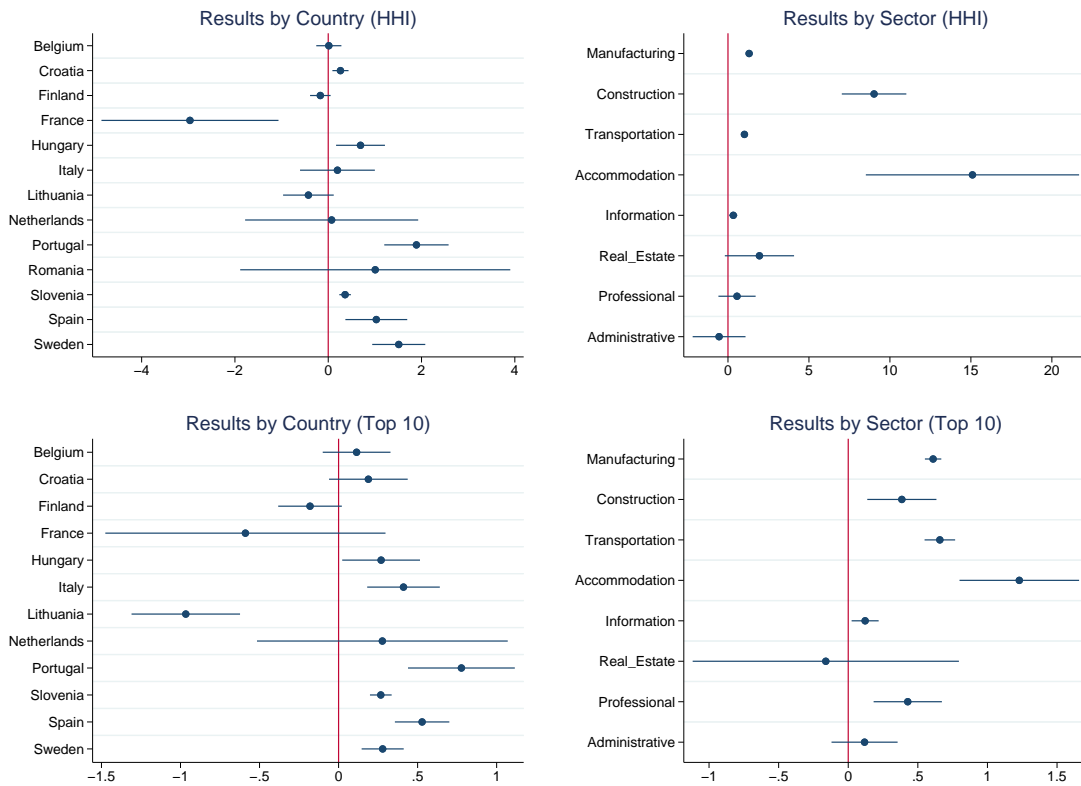 Results by Country (HHI)
Belgium
Croatia
Finland
France
Hungary
Italy
Lithuania
Netherlands
Portugal
Romania
Slovenia
Spain
Sweden
−4 −2 0 2 4
Results by Sector (HHI)
Manufacturing
Construction
Transportation
Accommodation
Information
Real_Estate
Professional
Administrative
0 5 10 15 20
Results by Country (Top 10)
Belgium
Croatia
Finland
France
Hungary
Italy
Lithuania
Netherlands
Portugal
Slovenia
Spain
Sweden
−1.5 −1 −.5 0 .5 1
Results by Sector (Top 10)
Manufacturing
Construction
Transportation
Accommodation
Information
Real_Estate
Professional
Administrative
−1 −.5 0 .5 1 1.5